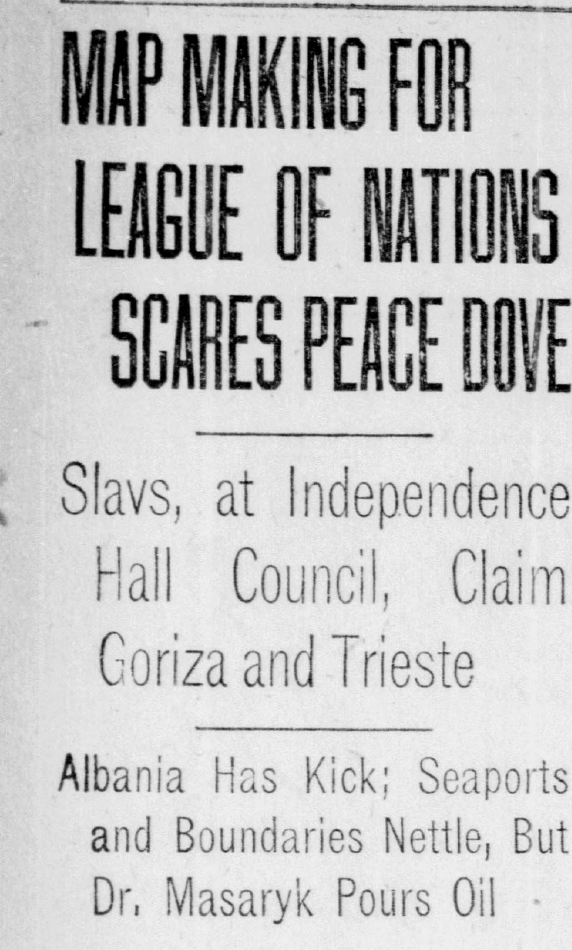 MAP MAKING FOR
LEAGUE OF NATIONS
SCARES PEACE DOVE
Slavs, at Independence
Hall Council, Claim
Goriza and Trieste
Albania Has Kick; Seaports
and Boundaries Nettle, But
Dr. Masaryk Pours Oil